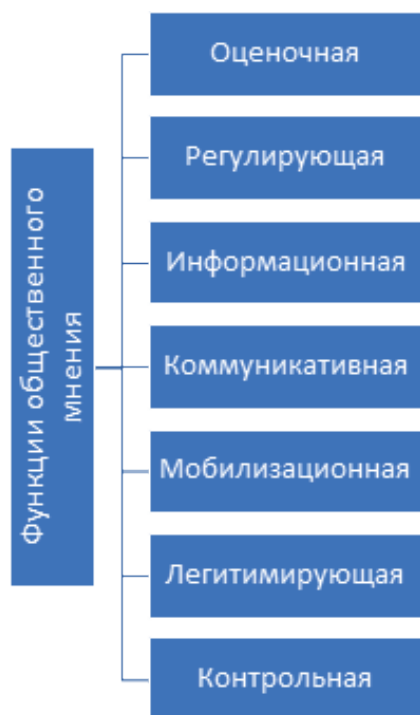 Функции общественного
мнения
Оценочная
Регулирующая
Информационная
Коммуникативная
Мобилизационная
Легитимирующая
Контрольная